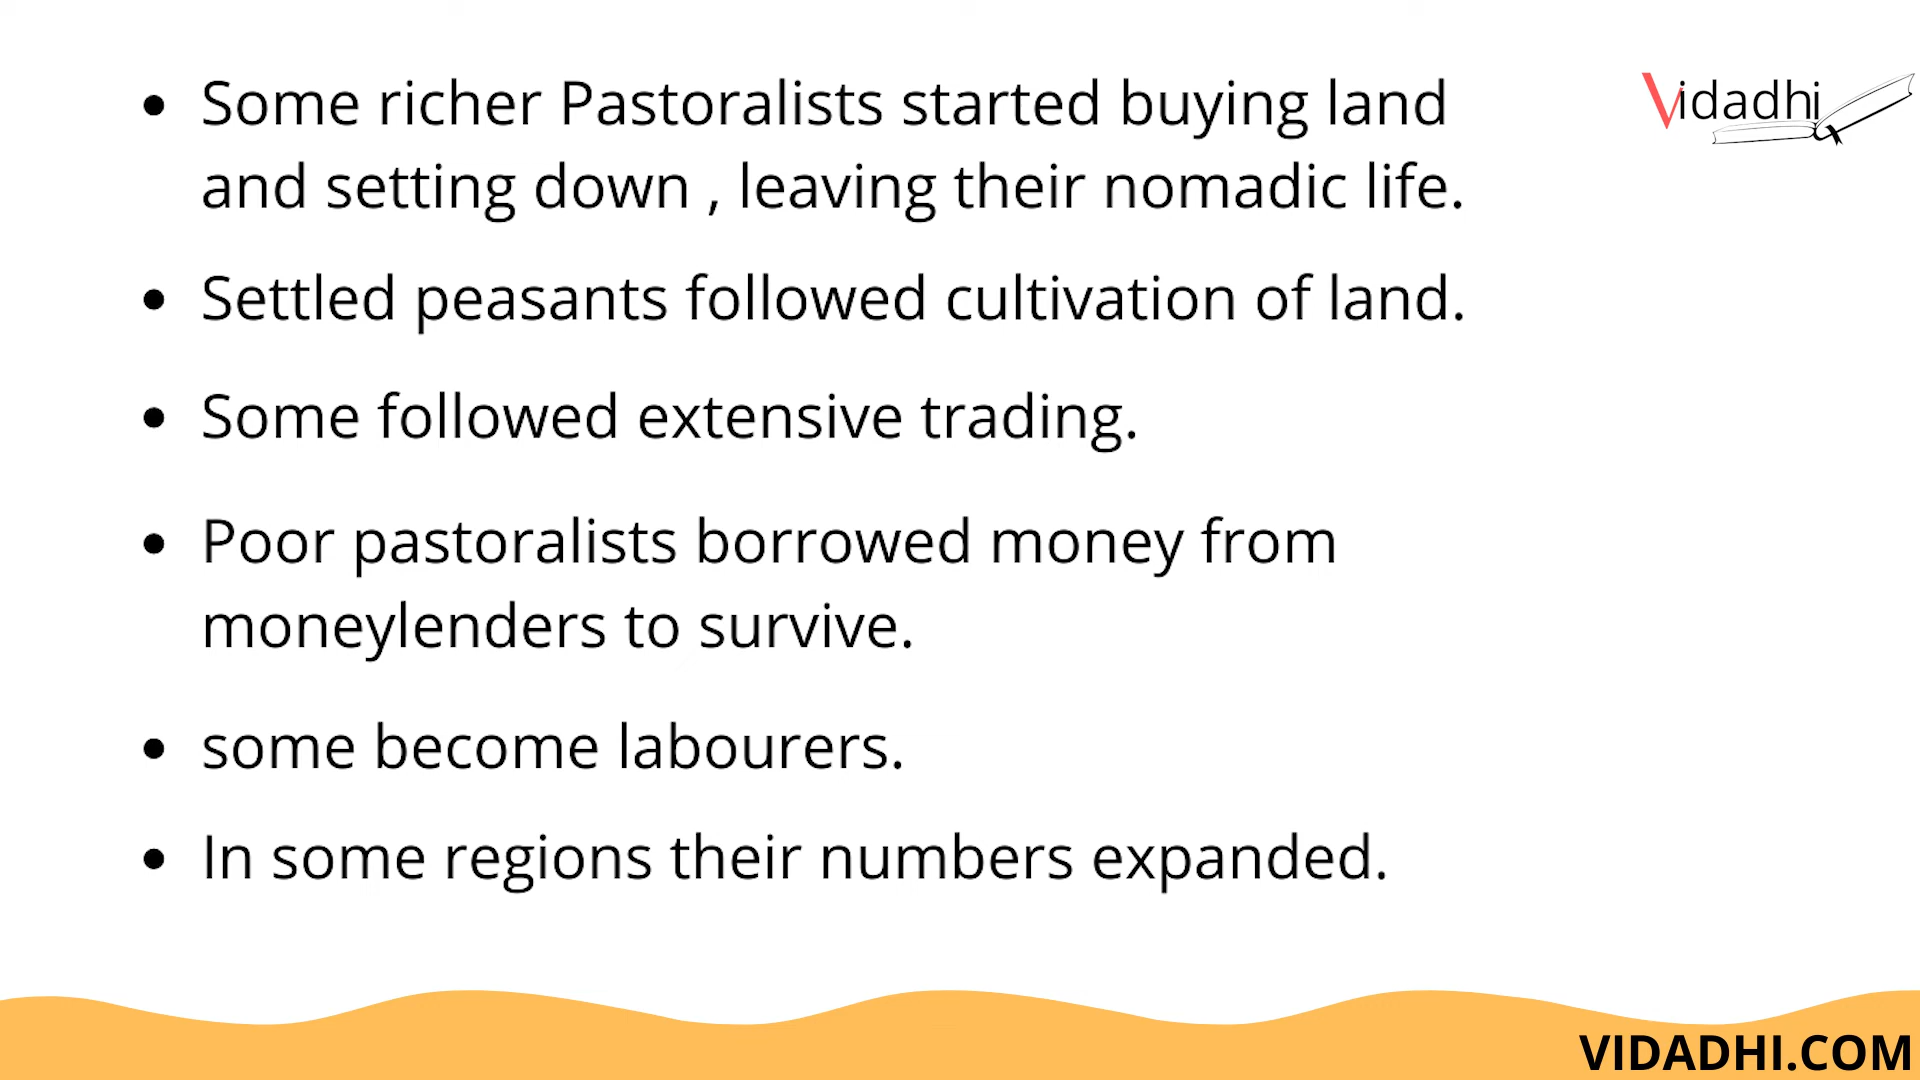 • Some richer Pastoralists started buying land
and setting down , leaving their nomadic life.
• Settled peasants followed cultivation of land.
• Some followed extensive trading.
• Poor pastoralists borrowed money from
moneylenders to survive.
• some become labourers.
• In some regions their numbers expanded.
Vidadhi
VIDADHI.COM